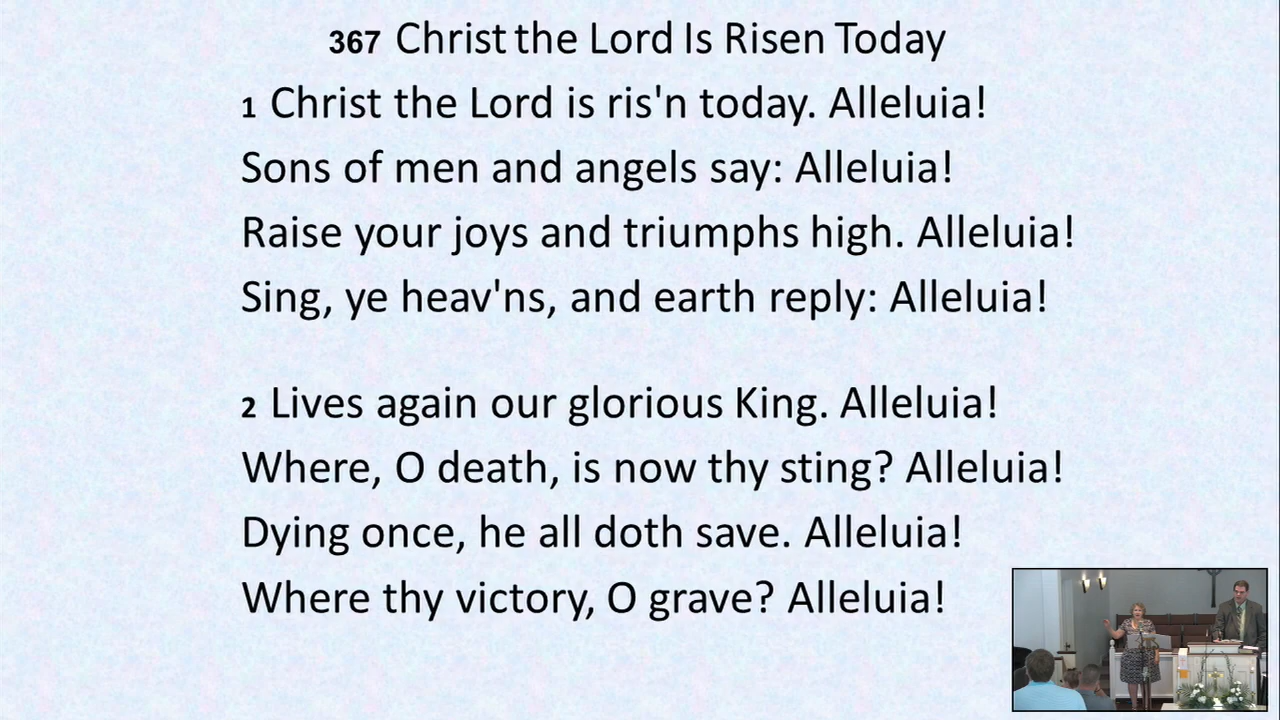 367 Christ the Lord Is Risen Today
1 Christ the Lord is ris'n today. Alleluia!
Sons of men and angels say: Alleluia!
Raise your joys and triumphs high. Alleluia!
Sing, ye heav'ns, and earth reply: Alleluia!
2 Lives again our glorious King. Alleluia!
Where, O death, is now thy sting? Alleluia!
Dying once, he all doth save. Alleluia!
Where thy victory, O grave? Alleluia!